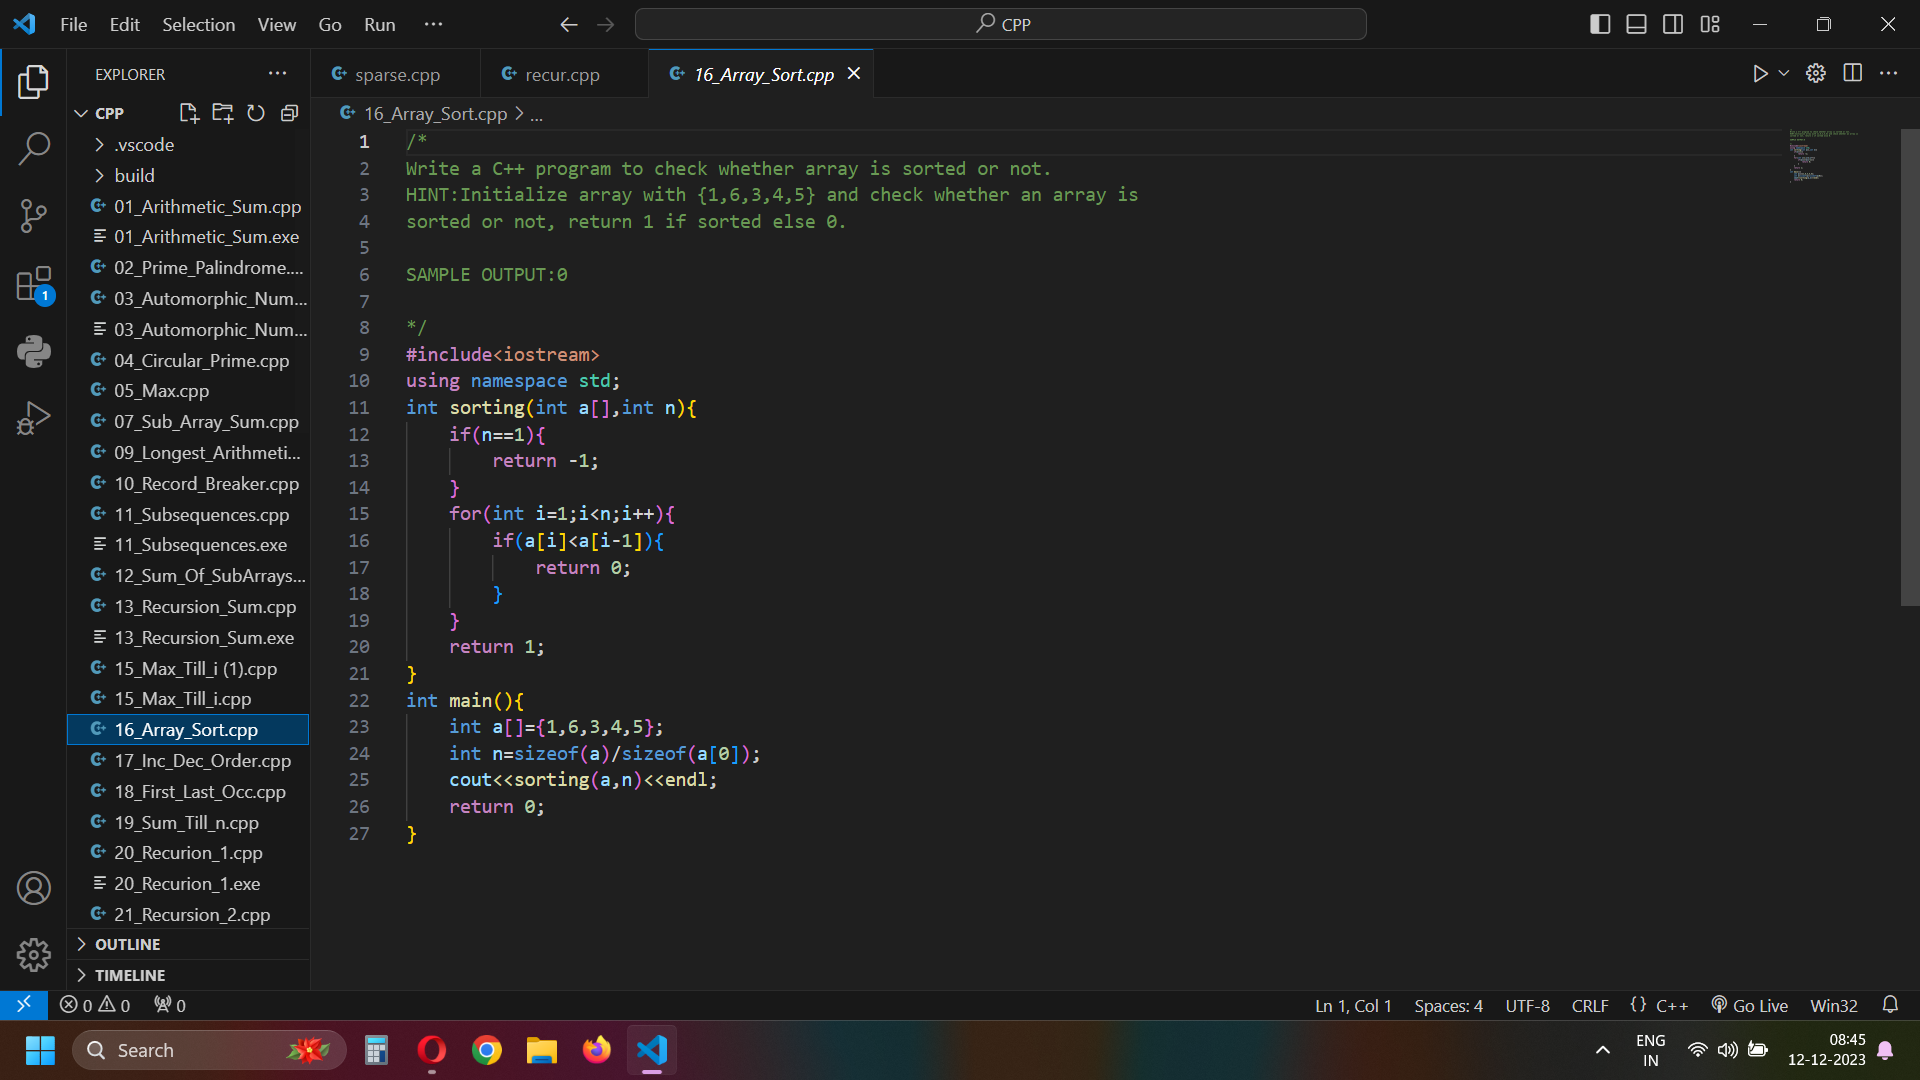 File Edit Selection View Go Run ···
CPP
EXPLORER
sparse.cpp
recur.cpp
16_Array_Sort.cpp
CPP
16_Array_Sort.cpp > ...
.vscode
build
01_Arithmetic_Sum.cpp
01_Arithmetic_Sum.exe
02_Prime_Palindrome....
03_Automorphic_Num...
03_Automorphic_Num...
04_Circular_Prime.cpp
05_Max.cpp
07_Sub_Array_Sum.cpp
09_Longest_Arithmeti...
10_Record_Breaker.cpp
11_Subsequences.cpp
11_Subsequences.exe
12_Sum_Of_SubArrays...
13_Recursion_Sum.cpp
13_Recursion_Sum.exe
15_Max_Till_i (1).cpp
15_Max_Till_i.cpp
16_Array_Sort.cpp
17_Inc_Dec_Order.cpp
18_First_Last_Occ.cpp
19_Sum_Till_n.cpp
20_Recurion_1.cpp
20_Recurion_1.exe
21_Recursion_2.cpp
OUTLINE
TIMELINE
1
1 /*
2 Write a C++ program to check whether array is sorted or not.
3 HINT:Initialize array with {1,6,3,4,5} and check whether an array is
4 sorted or not, return 1 if sorted else 0.
5
6 SAMPLE OUTPUT:0
7
8 */
9 #include<iostream>
10 using namespace std;
11 int sorting(int a[],int n){
12     if(n==1){
13         return -1;
14     }
15     for(int i=1;i<n;i++){
16         if(a[i]<a[i-1]){
17             return 0;
18         }
19     }
20     return 1;
21 }
22 int main(){
23     int a[]={1,6,3,4,5};
24     int n=sizeof(a)/sizeof(a[0]);
25     cout<<sorting(a,n)<<endl;
26     return 0;
27 }
0 0 0
Ln 1, Col 1 Spaces: 4 UTF-8 CRLF {} C++ Go Live Win32
Search
ENG
IN
08:45
12-12-2023